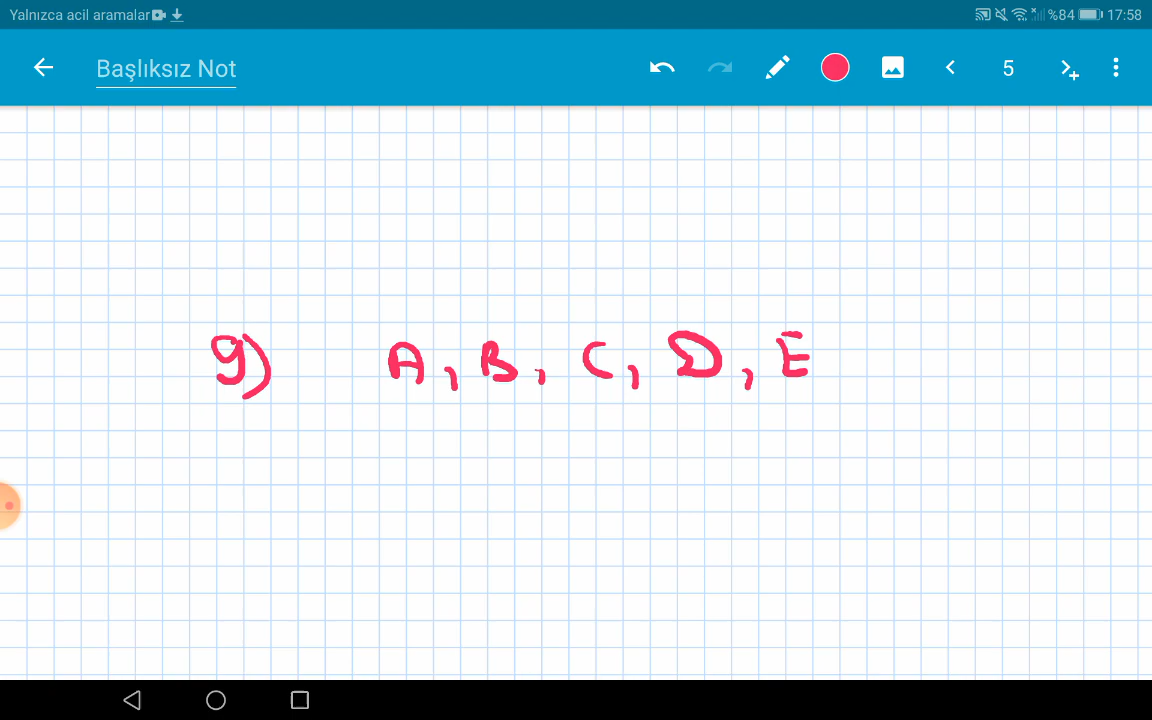 Yalnızca acil aramalar %84 17:58
Başlıksız Not 5
9) A, B, C, D, E